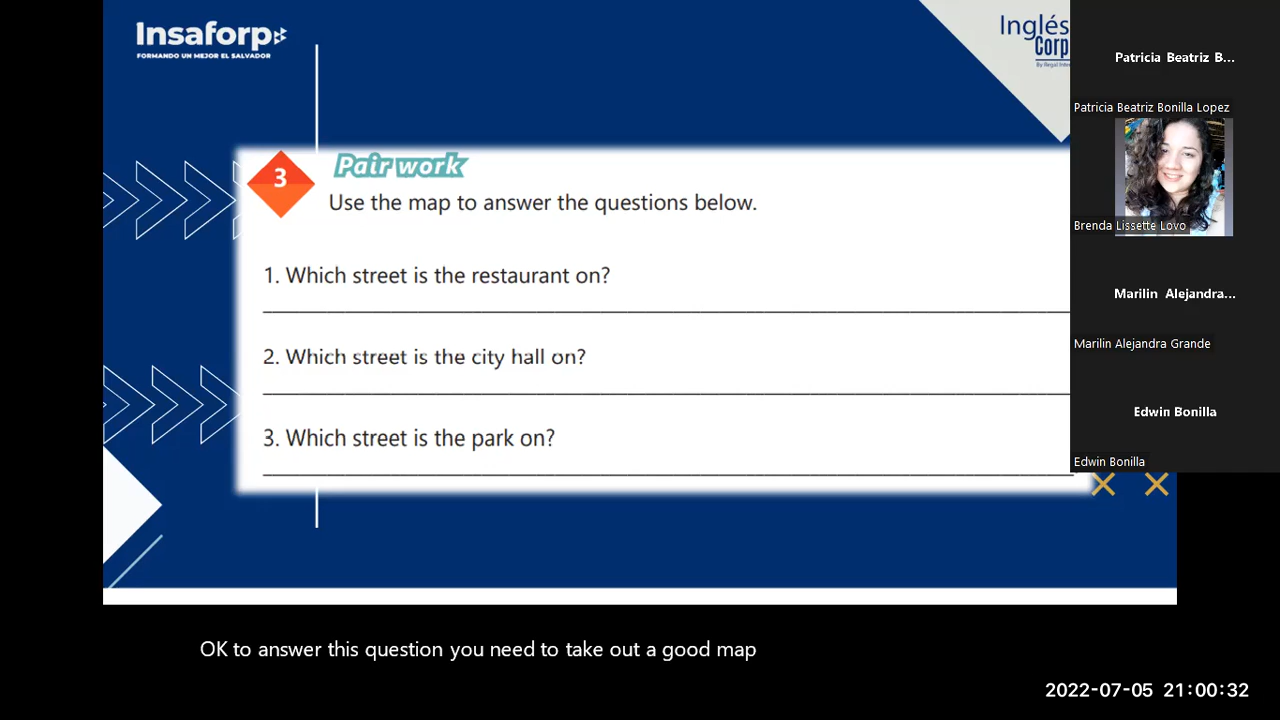 Insaforp
FORMANDO UN MEJOR EL SALVADOR
Inglés
Corp
3
Pair work
Use the map to answer the questions below.
1. Which street is the restaurant on?
2. Which street is the city hall on?
3. Which street is the park on?
Patricia Beatriz B...
Patricia Beatriz Bonilla Lopez
Brenda Lissette Lovo
Marilin Alejandra...
Marilin Alejandra Grande
Edwin Bonilla
Edwin Bonilla
OK to answer this question you need to take out a good map
2022-07-05 21:00:32